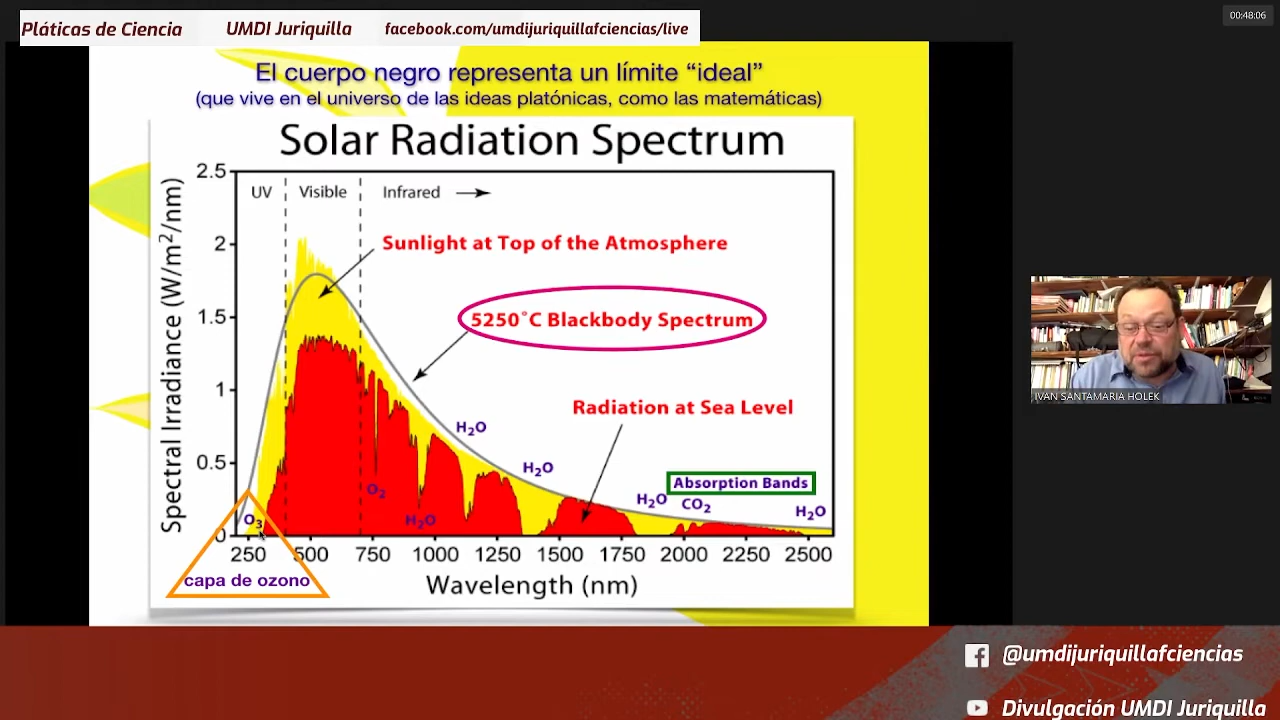 Pláticas de Ciencia UMDI Juriquilla facebook.com/umdijuriquillafciencias/live
00:48:06
El cuerpo negro representa un límite “ideal”
(que vive en el universo de las ideas platónicas, como las matemáticas)
Solar Radiation Spectrum
Spectral Irradiance (W/m²/nm)
2.5
2
1.5
1
0.5
0
UV Visible Infrared
Sunlight at Top of the Atmosphere
5250˚C Blackbody Spectrum
Radiation at Sea Level
H₂O
H₂O
Absorption Bands
H₂O CO₂ H₂O
O₂
H₂O
O₃
250 500 750 1000 1250 1500 1750 2000 2250 2500
capa de ozono
Wavelength (nm)
IVAN SANTAMARIA HOLEK
@umdijuriquillafciencias
Divulgación UMDI Juriquilla